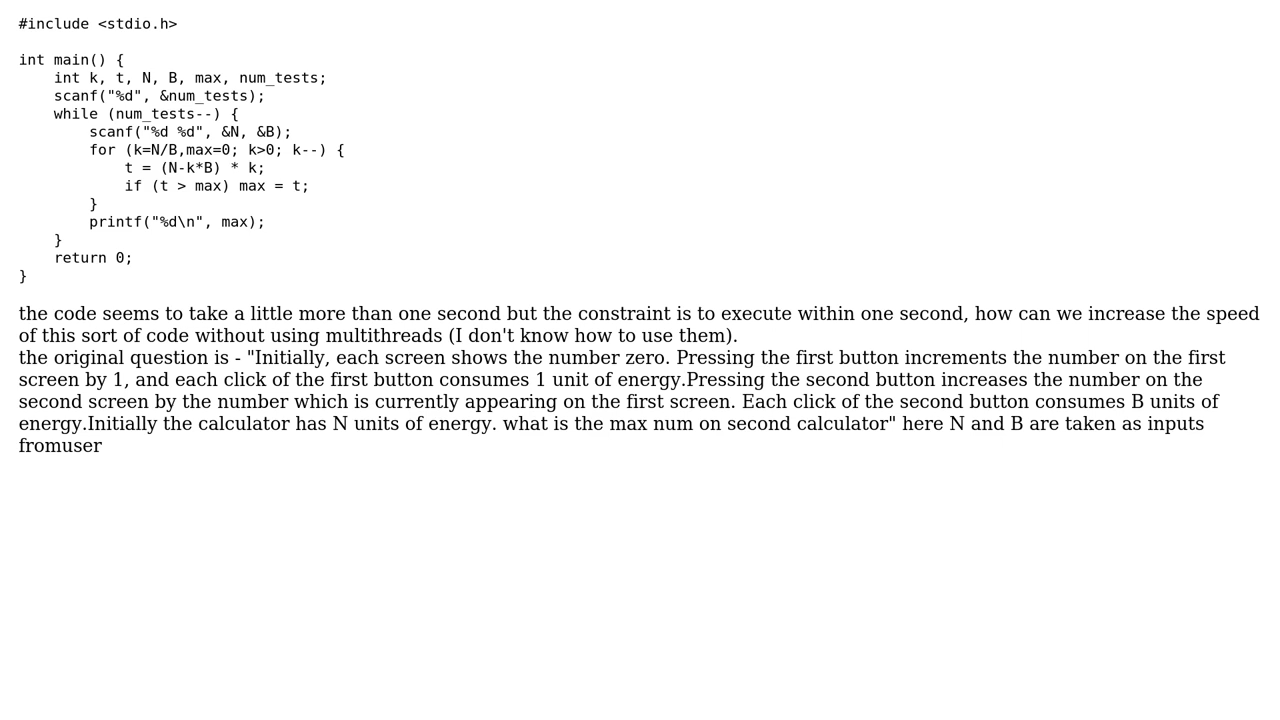 #include <stdio.h>

int main() {
    int k, t, N, B, max, num_tests;
    scanf("%d", &num_tests);
    while (num_tests--) {
        scanf("%d %d", &N, &B);
        for (k=N/B,max=0; k>0; k--) {
            t = (N-k*B) * k;
            if (t > max) max = t;
        }
        printf("%d\n", max);
    }
    return 0;
}
the code seems to take a little more than one second but the constraint is to execute within one second, how can we increase the speed
of this sort of code without using multithreads (I don't know how to use them).
the original question is - "Initially, each screen shows the number zero. Pressing the first button increments the number on the first
screen by 1, and each click of the first button consumes 1 unit of energy.Pressing the second button increases the number on the
second screen by the number which is currently appearing on the first screen. Each click of the second button consumes B units of
energy.Initially the calculator has N units of energy. what is the max num on second calculator" here N and B are taken as inputs
fromuser